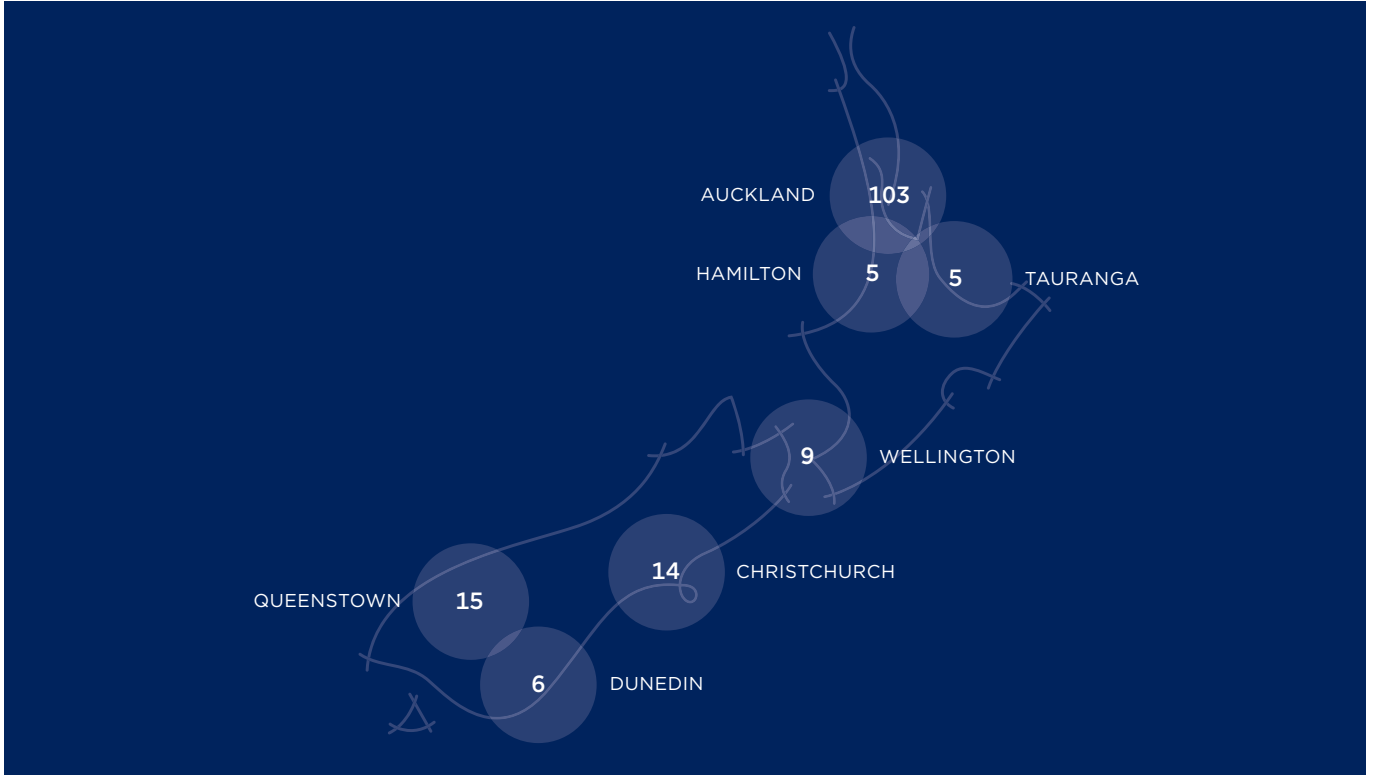 AUCKLAND 103
HAMILTON 5 5 TAURANGA
9 WELLINGTON
14 CHRISTCHURCH
QUEENSTOWN 15
6 DUNEDIN